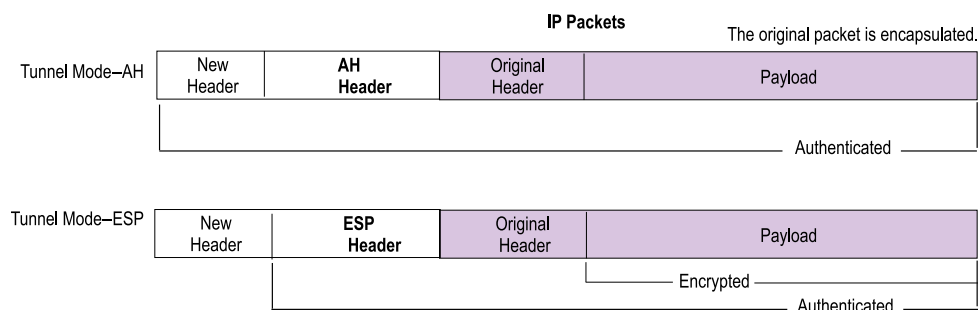 IP Packets
The original packet is encapsulated.
Tunnel Mode–AH
New
Header
AH
Header
Original
Header
Payload
Authenticated
Tunnel Mode–ESP
New
Header
ESP
Header
Original
Header
Payload
Encrypted
Authenticated